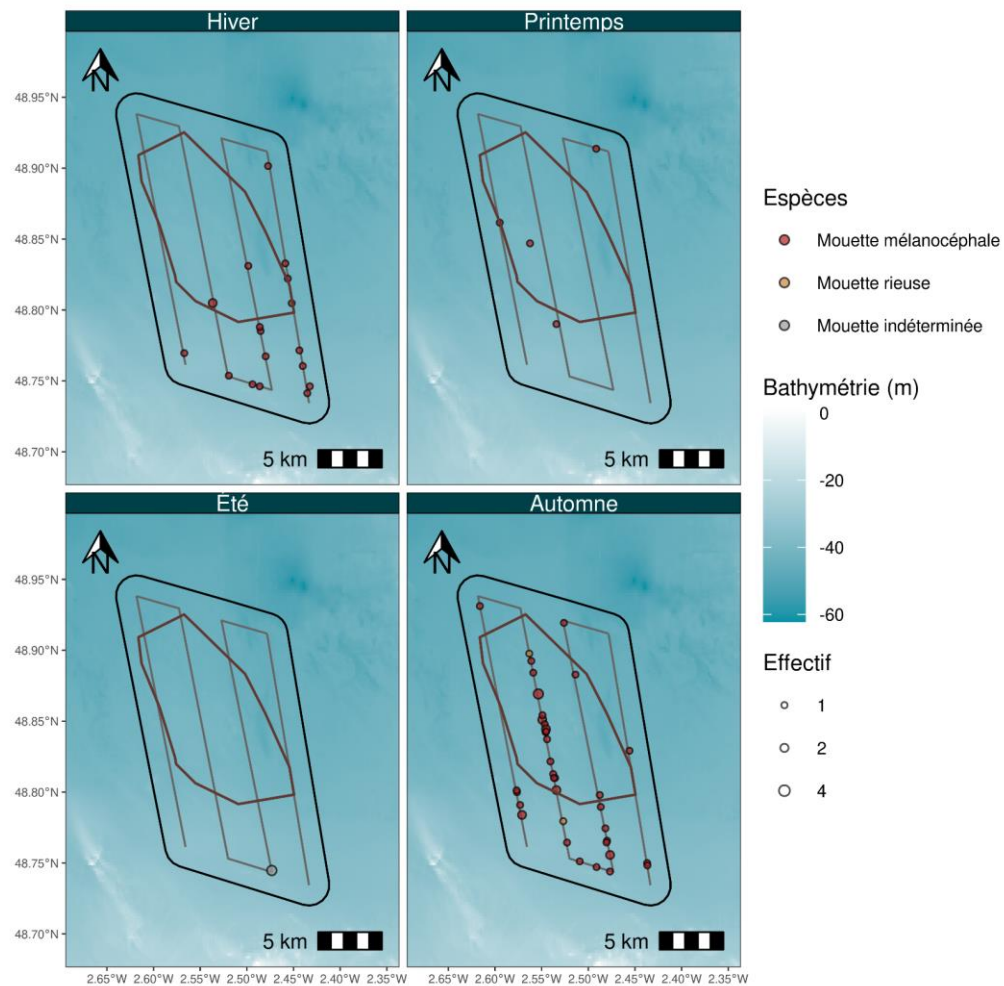 Hiver
Printemps
N
N
48.95°N
48.90°N
48.85°N
48.80°N
48.75°N
48.70°N
5 km
5 km
Été
Automne
N
N
48.95°N
48.90°N
48.85°N
48.80°N
48.75°N
48.70°N
5 km
5 km
2.65°W 2.60°W 2.55°W 2.50°W 2.45°W 2.40°W 2.35°W
2.65°W 2.60°W 2.55°W 2.50°W 2.45°W 2.40°W 2.35°W
Espèces
Mouette mélanocéphale
Mouette rieuse
Mouette indéterminée
Bathymétrie (m)
0
-20
-40
-60
Effectif
1
2
4